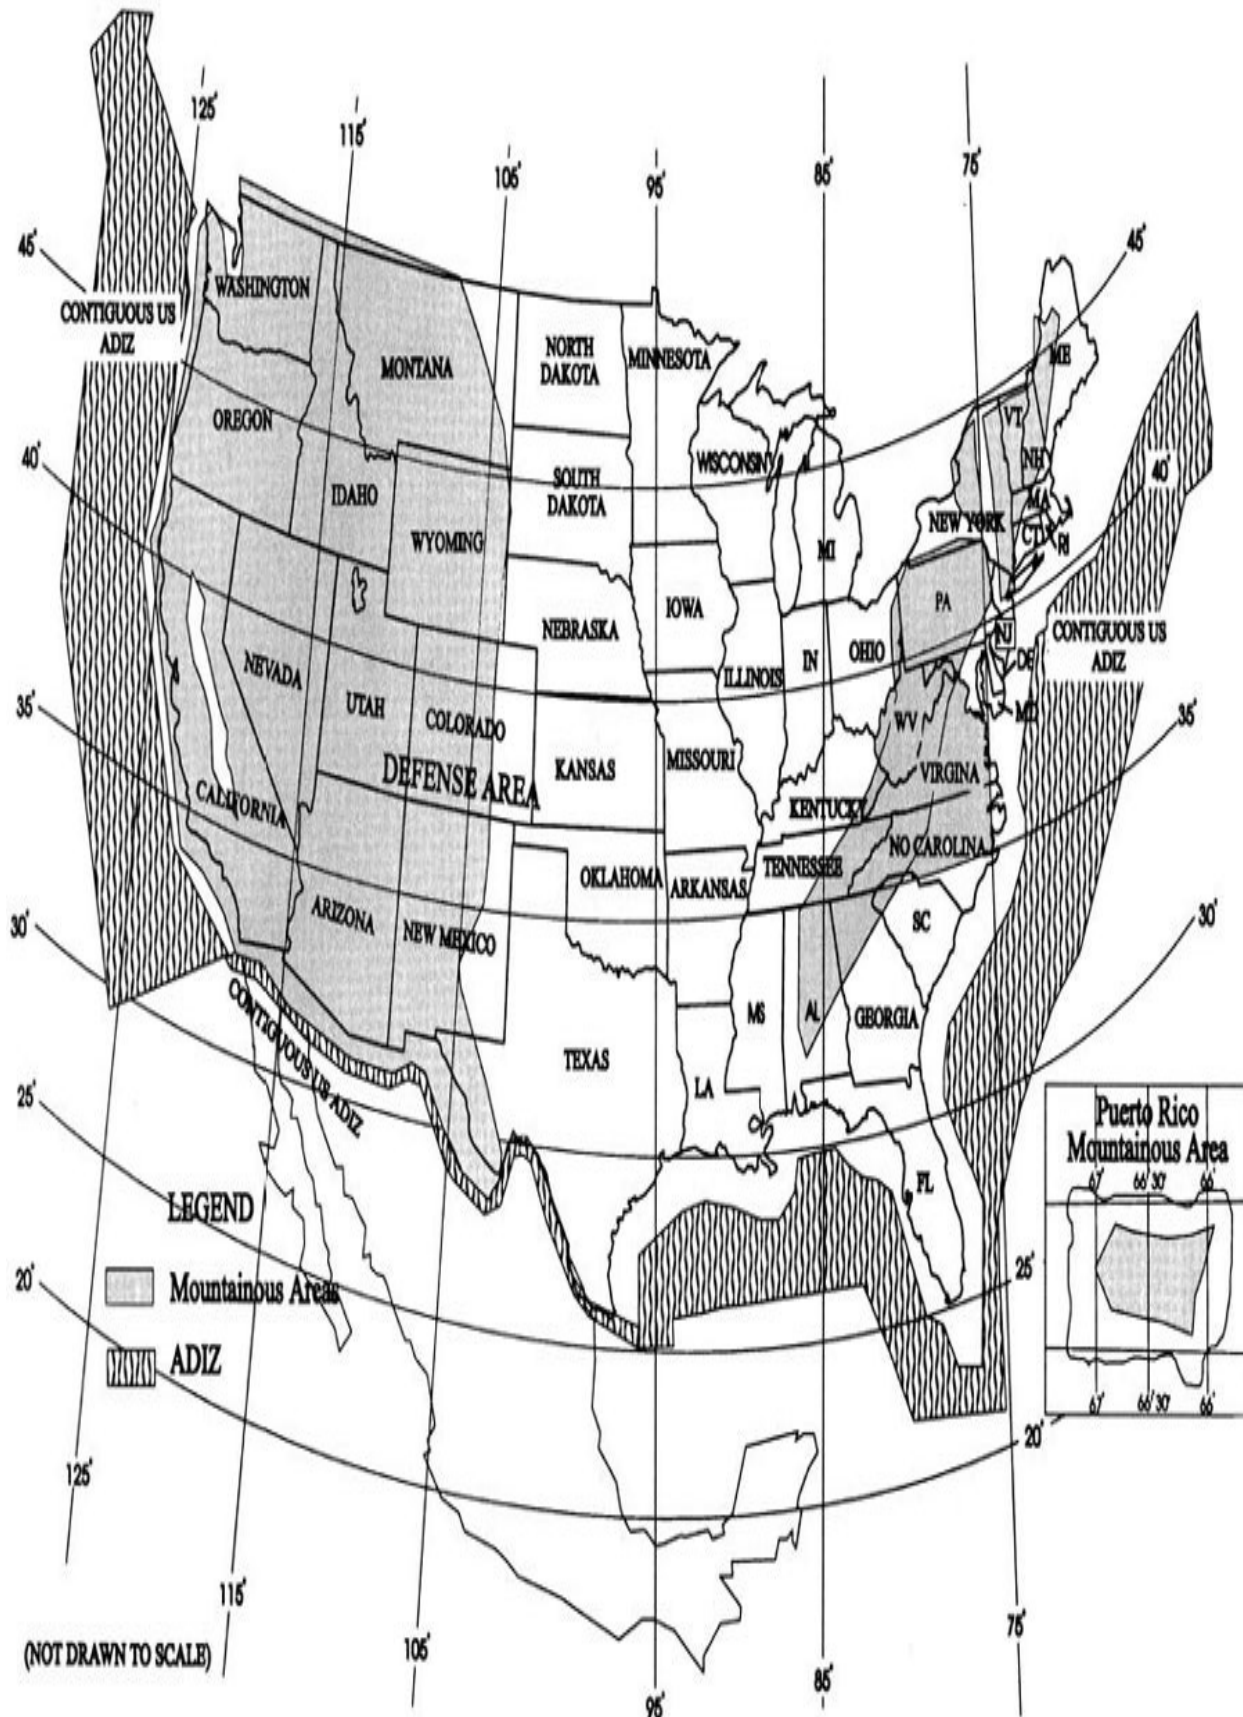 125°
115°
105°
95°
85°
75°
45°
45°
CONTIGUOUS US
ADIZ
WASHINGTON
MONTANA
NORTH
DAKOTA
MINNESOTA
ME
OREGON
VT
40°
IDAHO
SOUTH
DAKOTA
WISCONSIN
NH
40°
WYOMING
MI
NEW YORK
MA
CT
RI
NEVADA
NEBRASKA
IOWA
PA
NJ
CONTIGUOUS US
ADIZ
UTAH
COLORADO
ILLINOIS
IN
OHIO
DE
35°
WV
MD
35°
DEFENSE AREA
KANSAS
MISSOURI
VIRGINA
CALIFORNIA
KENTUCKY
NO CAROLINA
TENNESSEE
OKLAHOMA
ARKANSAS
30°
ARIZONA
NEW MEXICO
SC
30°
CONTIGUOUS US ADIZ
MS
AL
GEORGIA
TEXAS
LA
25°
FL
Puerto Rico
Mountainous Area
67° 66° 30' 66°
LEGEND
20°
Mountainous Areas
25°
ADIZ
67° 66° 30' 66°
20°
125°
115°
105°
95°
85°
75°
(NOT DRAWN TO SCALE)